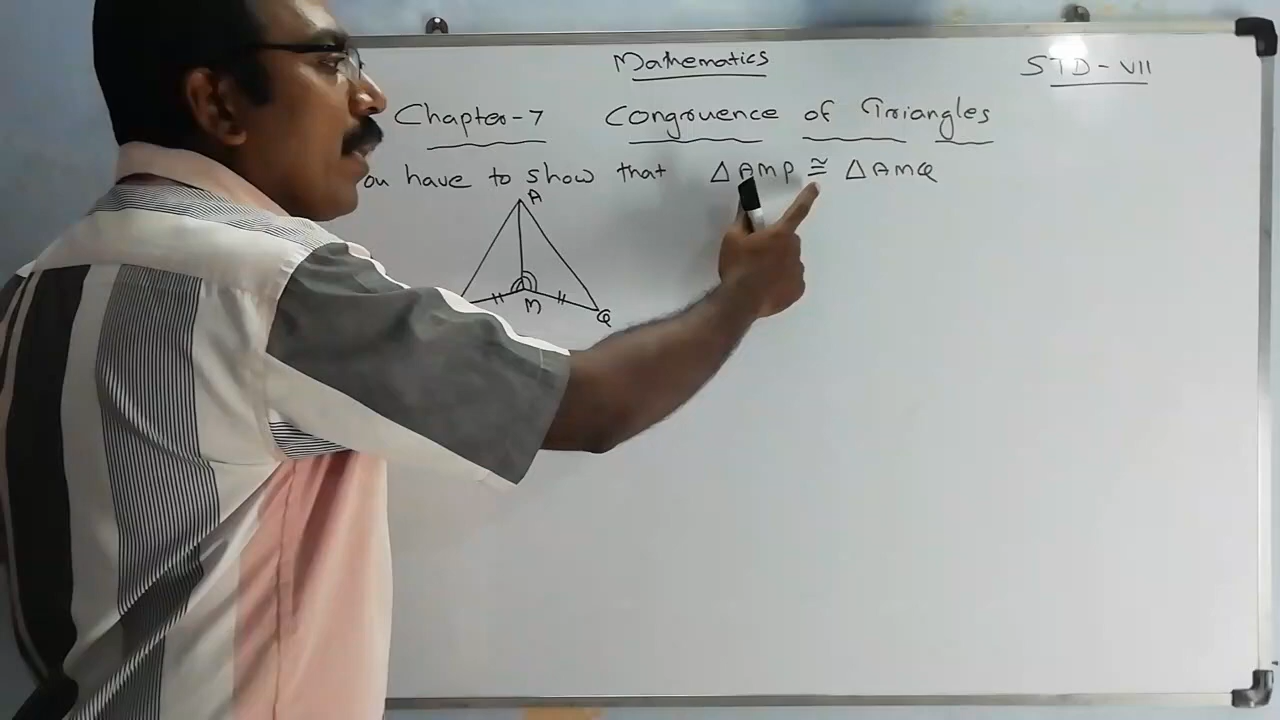 Mathematics
STD-VII
Chapter-7 Congruence of Triangles
ou have to show that △AMP ≅ △AMQ
A
M
Q